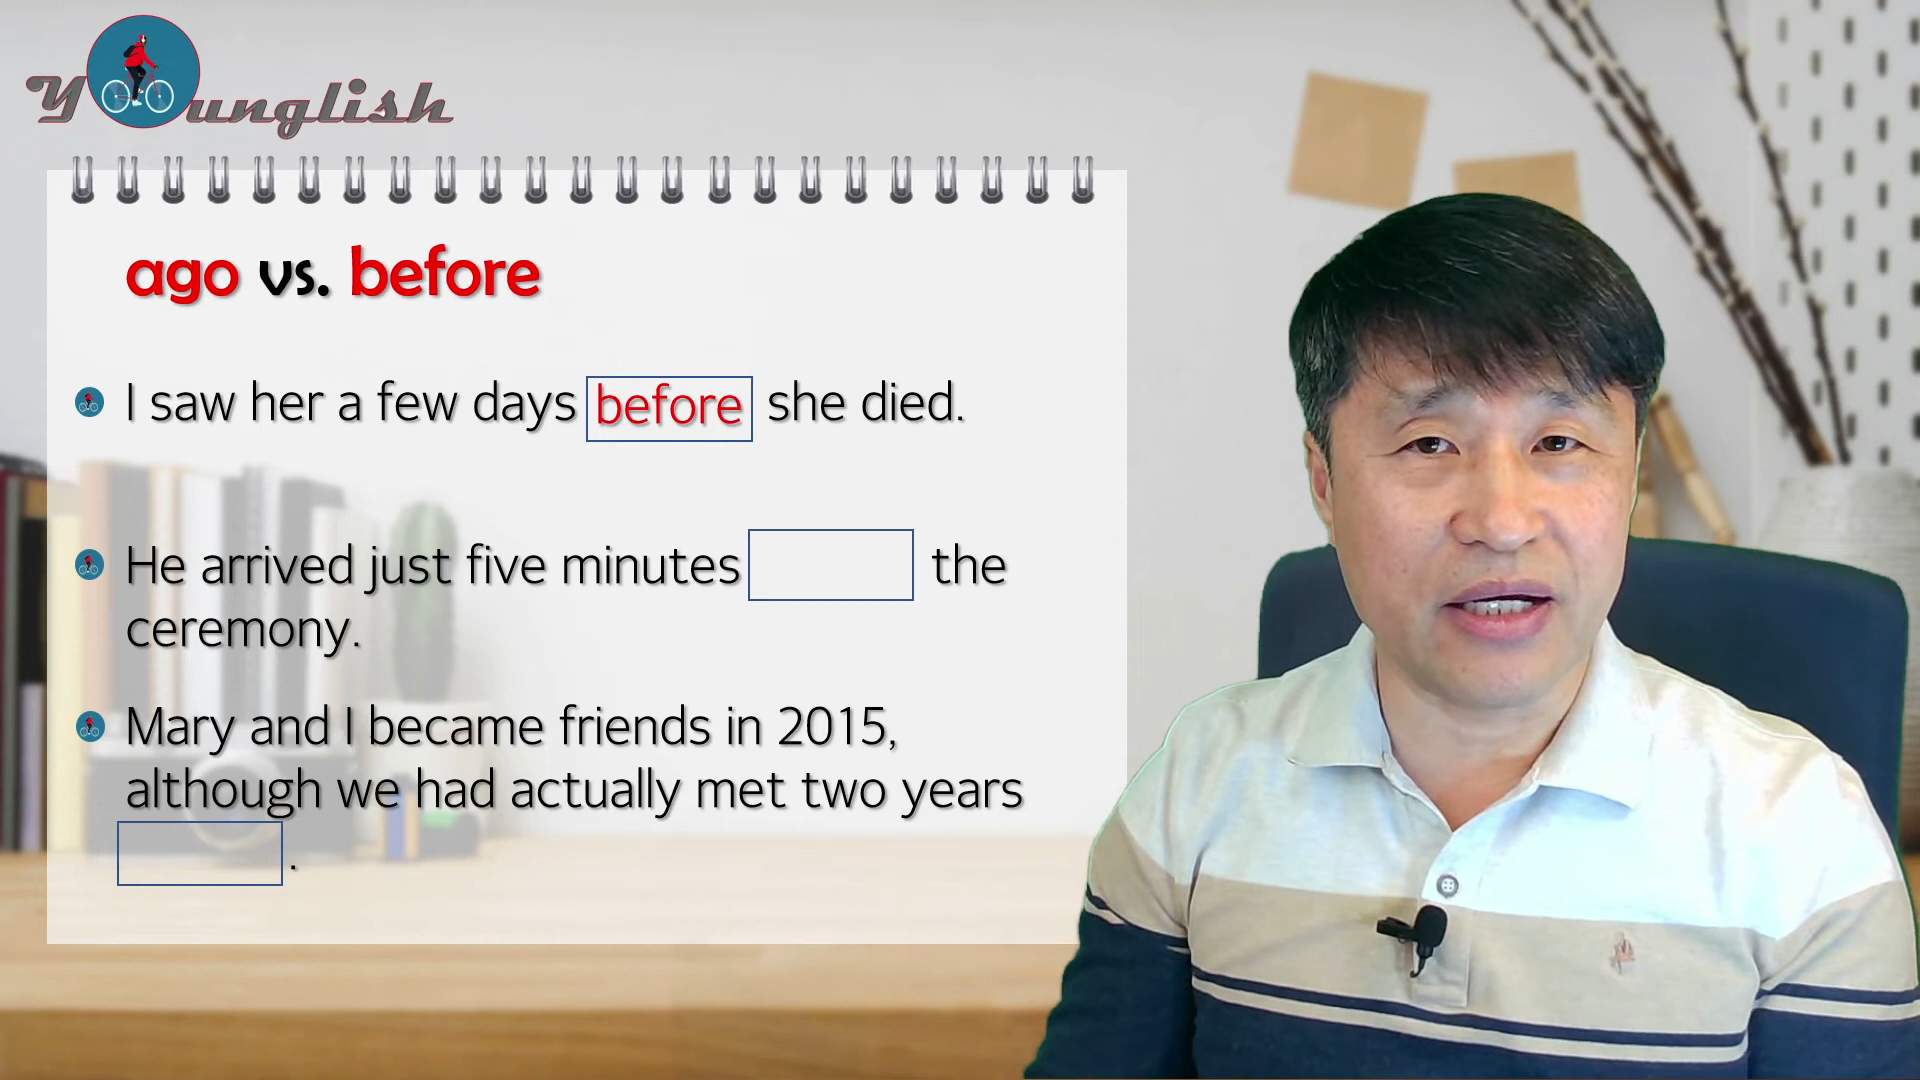 Younglish
ago vs. before
I saw her a few days before she died.
He arrived just five minutes the
ceremony.
Mary and I became friends in 2015,
although we had actually met two years
.